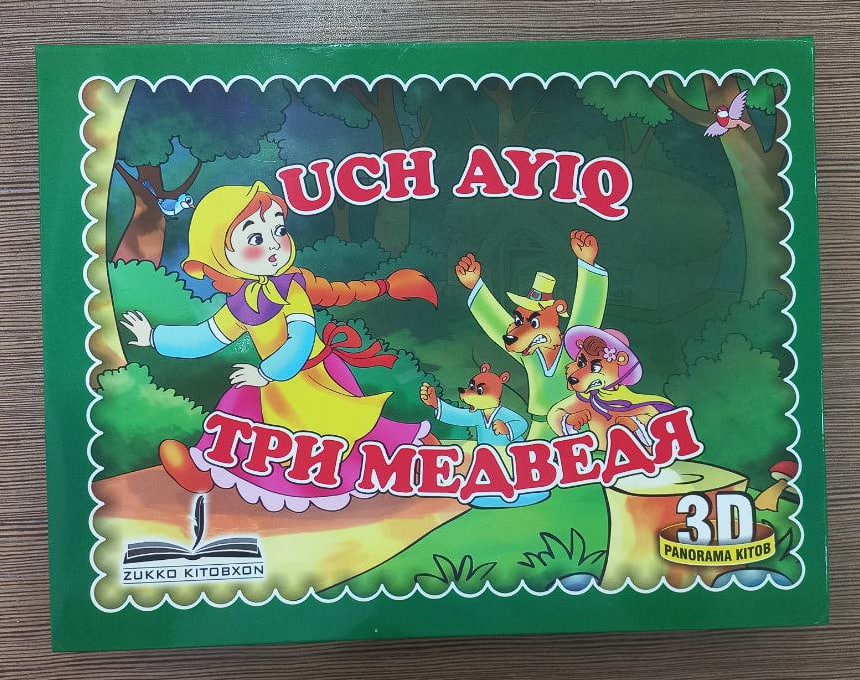 UCH AYIQ
ТРИ МЕДВЕДЯ
ZUKKO KITOBXON
3D
PANORAMA KITOB